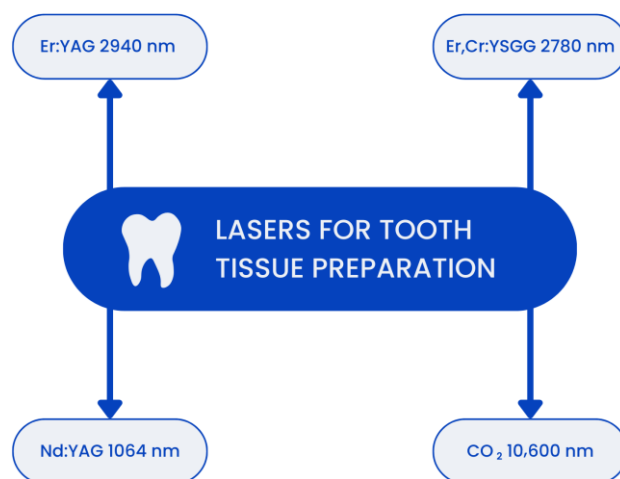 Er:YAG 2940 nm
Er,Cr:YSGG 2780 nm
LASERS FOR TOOTH
TISSUE PREPARATION
Nd:YAG 1064 nm
CO₂ 10,600 nm